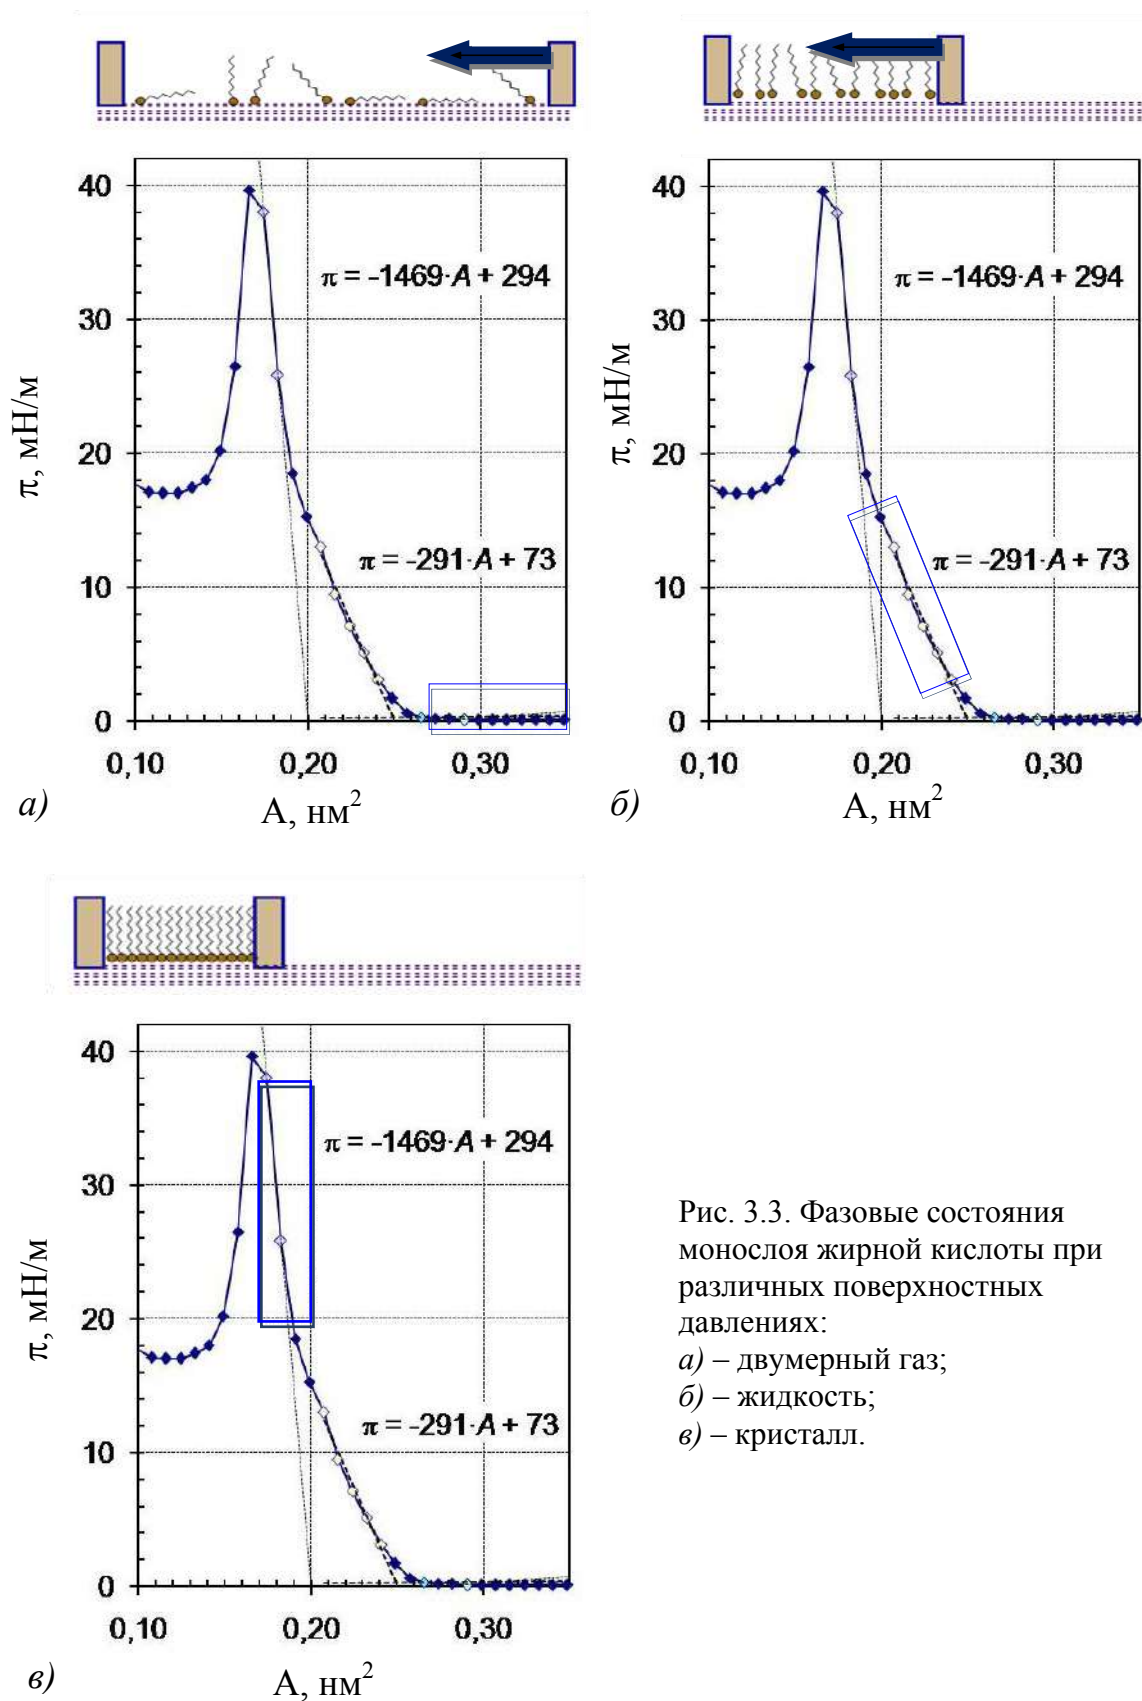 40
π = -1469·A + 294
30
20
π = -291·A + 73
10
0
0,10 0,20 0,30
π, мН/м
а)
А, нм²
40
π = -1469·A + 294
30
20
π = -291·A + 73
10
0
0,10 0,20 0,30
π, мН/м
б)
А, нм²
40
π = -1469·A + 294
30
20
π = -291·A + 73
10
0
0,10 0,20 0,30
π, мН/м
в)
А, нм²
Рис. 3.3. Фазовые состояния
монослоя жирной кислоты при
различных поверхностных
давлениях:
а) – двумерный газ;
б) – жидкость;
в) – кристалл.